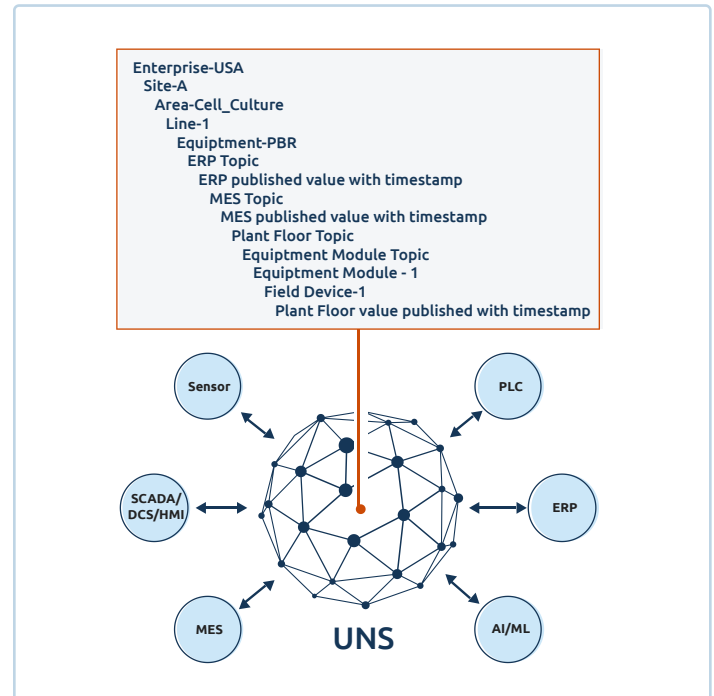 Enterprise-USA
Site-A
Area-Cell_Culture
Line-1
Equiptment-PBR
ERP Topic
ERP published value with timestamp
MES Topic
MES published value with timestamp
Plant Floor Topic
Equiptment Module Topic
Equiptment Module - 1
Field Device-1
Plant Floor value published with timestamp
Sensor
PLC
SCADA/
DCS/HMI
ERP
MES
AI/ML
UNS